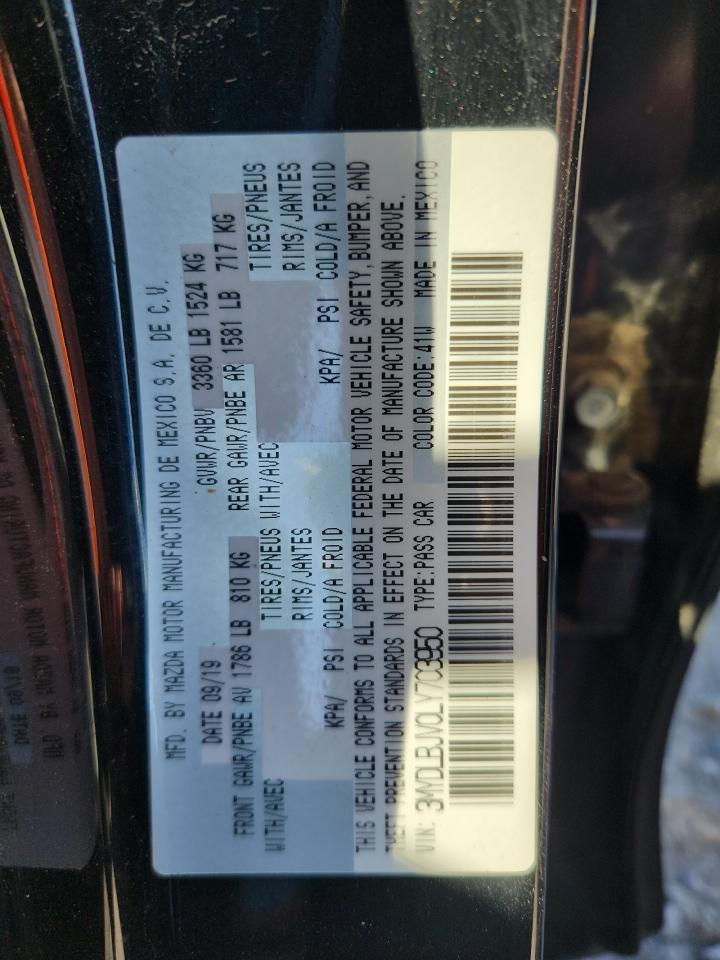 MFD. BY MAZDA MOTOR MANUFACTURING DE MEXICO S.A. DE C.V.
DATE 09/19 GVWR/PNBV 3360 LB 1524 KG
FRONT GAWR/PNBE AV 1786 LB 810 KG REAR GAWR/PNBE AR 1581 LB 717 KG
WITH/AVEC TIRES/PNEUS WITH/AVEC TIRES/PNEUS
RIMS/JANTES RIMS/JANTES
KPA/ PSI COLD/A FROID KPA/ PSI COLD/A FROID
THIS VEHICLE CONFORMS TO ALL APPLICABLE FEDERAL MOTOR VEHICLE SAFETY, BUMPER, AND
THEFT PREVENTION STANDARDS IN EFFECT ON THE DATE OF MANUFACTURE SHOWN ABOVE.
VIN: 3MYDLBJV0LY703950 TYPE:PASS CAR COLOR CODE:41W MADE IN MEXICO